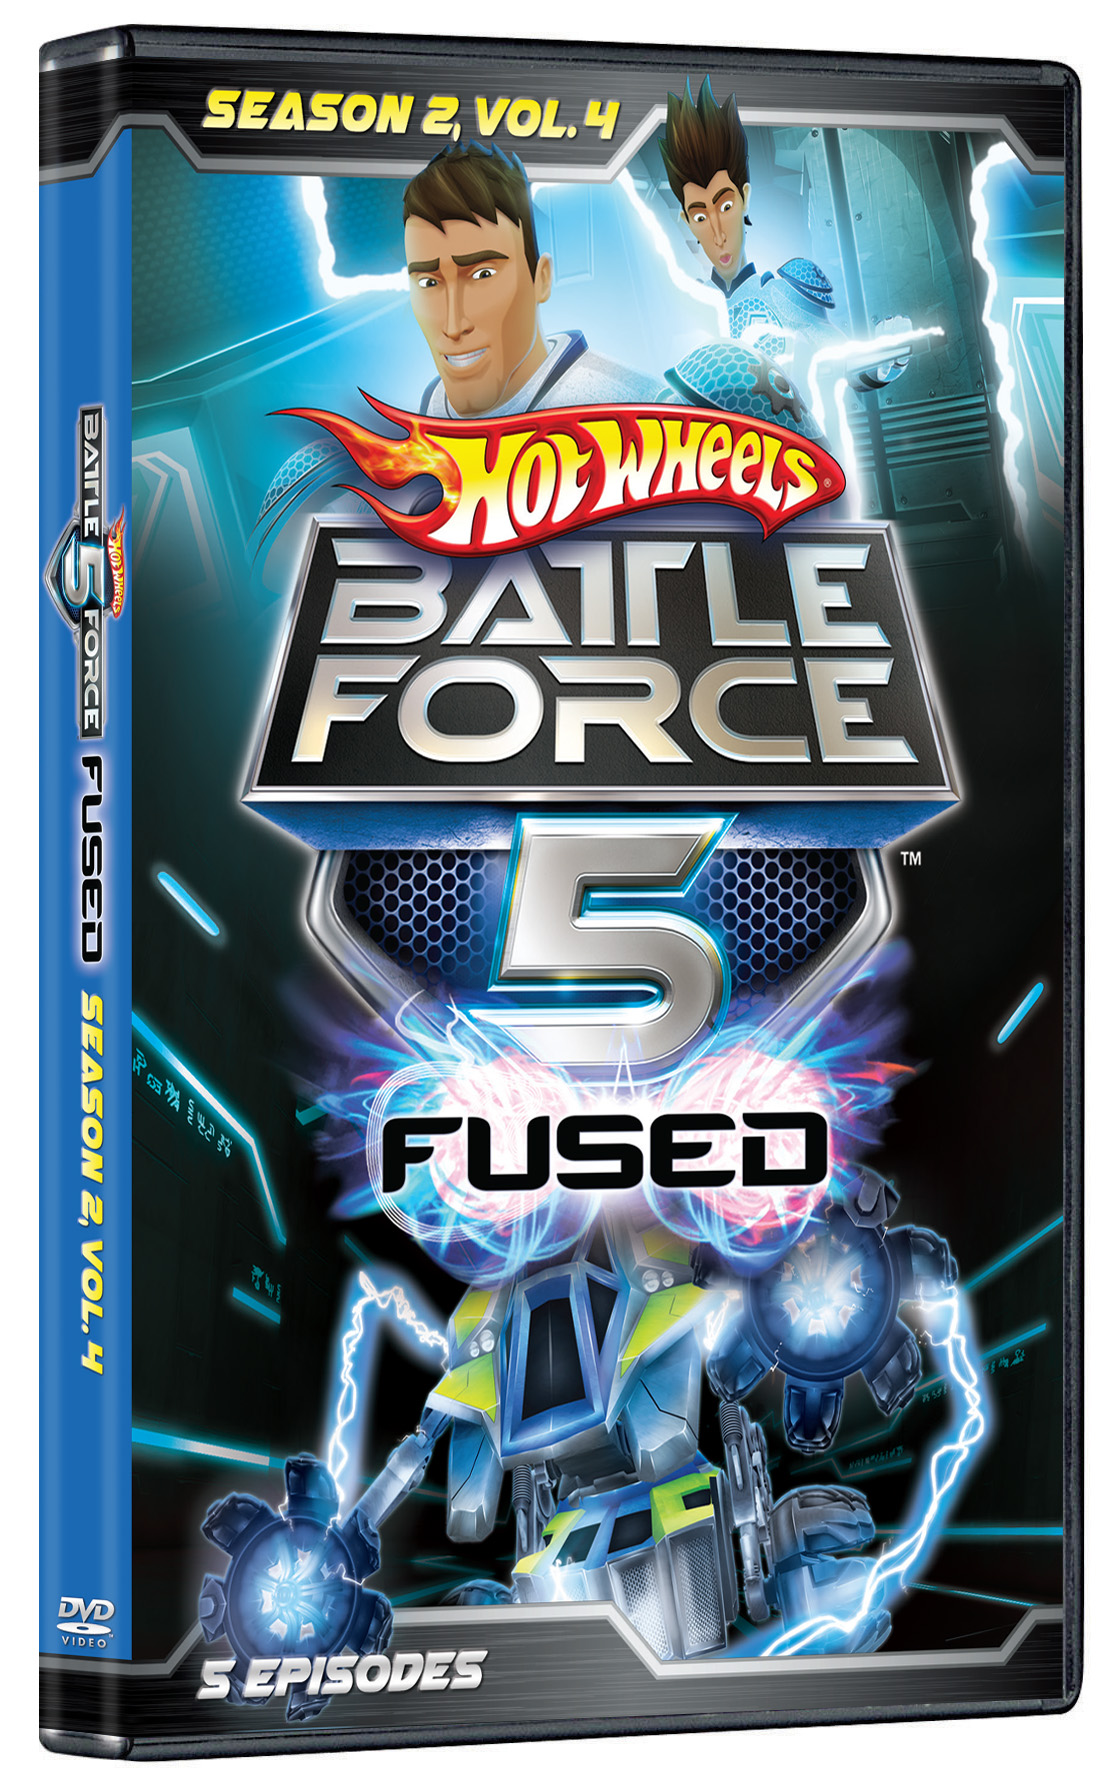 SEASON 2, VOL. 4
HOT WHEELS®
BATTLE
FORCE
5
™
FUSED
5 EPISODES
BATTLE 5 FORCE
HOT WHEELS
FUSED
SEASON 2, VOL. 4
DVD
VIDEO